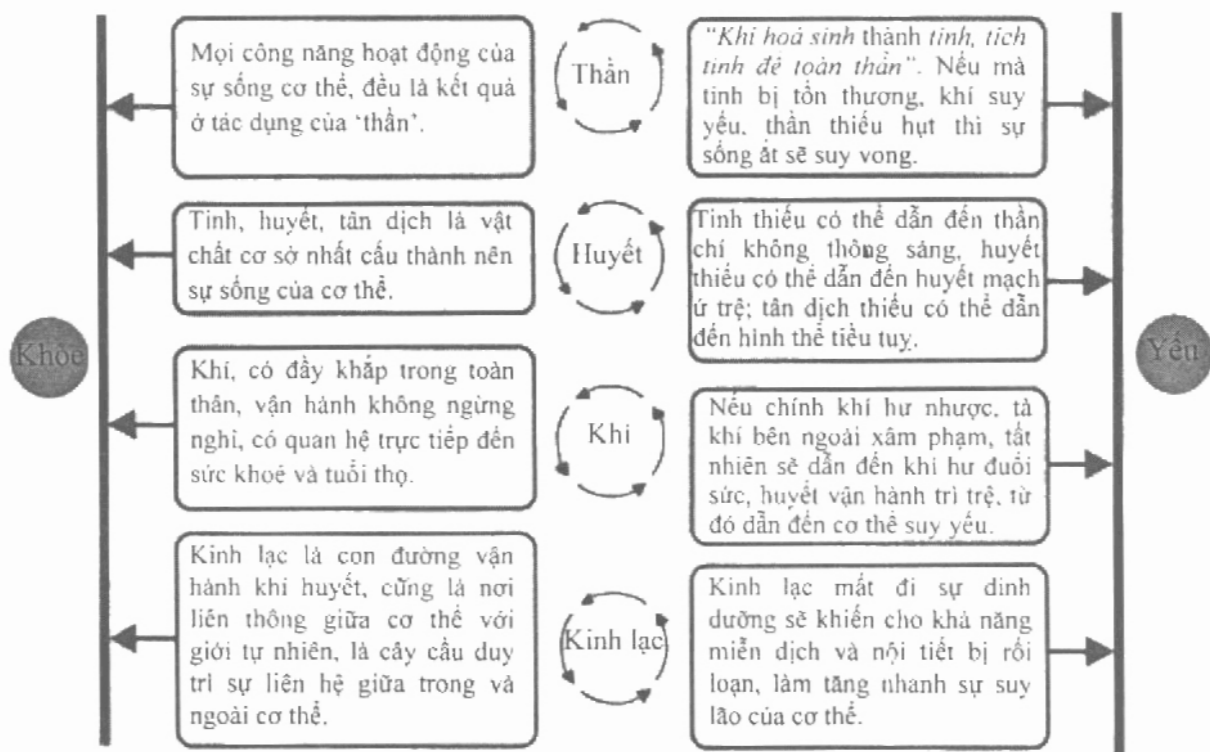 Mọi công năng hoạt động của
sự sống cơ thể, đều là kết quả
ở tác dụng của 'thần'.
Thần
"Khí hoá sinh thành tinh, tích
tinh để toàn thần". Nếu mà
tinh bị tổn thương, khí suy
yếu, thần thiếu hụt thì sự
sống ắt sẽ suy vong.
Tinh, huyết, tân dịch là vật
chất cơ sở nhất cấu thành nên
sự sống của cơ thể.
Huyết
Tinh thiếu có thể dẫn đến thần
chí không thông sáng, huyết
thiếu có thể dẫn đến huyết mạch
ứ trệ; tân dịch thiếu có thể dẫn
đến hình thể tiều tuỵ.
Khỏe
Yếu
Khí, có đầy khắp trong toàn
thân, vận hành không ngừng
nghỉ, có quan hệ trực tiếp đến
sức khoẻ và tuổi thọ.
Khí
Nếu chính khí hư nhược, tà
khí bên ngoài xâm phạm, tất
nhiên sẽ dẫn đến khí hư đuối
sức, huyết vận hành trì trệ, từ
đó dẫn đến cơ thể suy yếu.
Kinh lạc là con đường vận
hành khí huyết, cũng là nơi
liên thông giữa cơ thể với
giới tự nhiên, là cây cầu duy
trì sự liên hệ giữa trong và
ngoài cơ thể.
Kinh lạc
Kinh lạc mất đi sự dinh
dưỡng sẽ khiến cho khả năng
miễn dịch và nội tiết bị rối
loạn, làm tăng nhanh sự suy
lão của cơ thể.